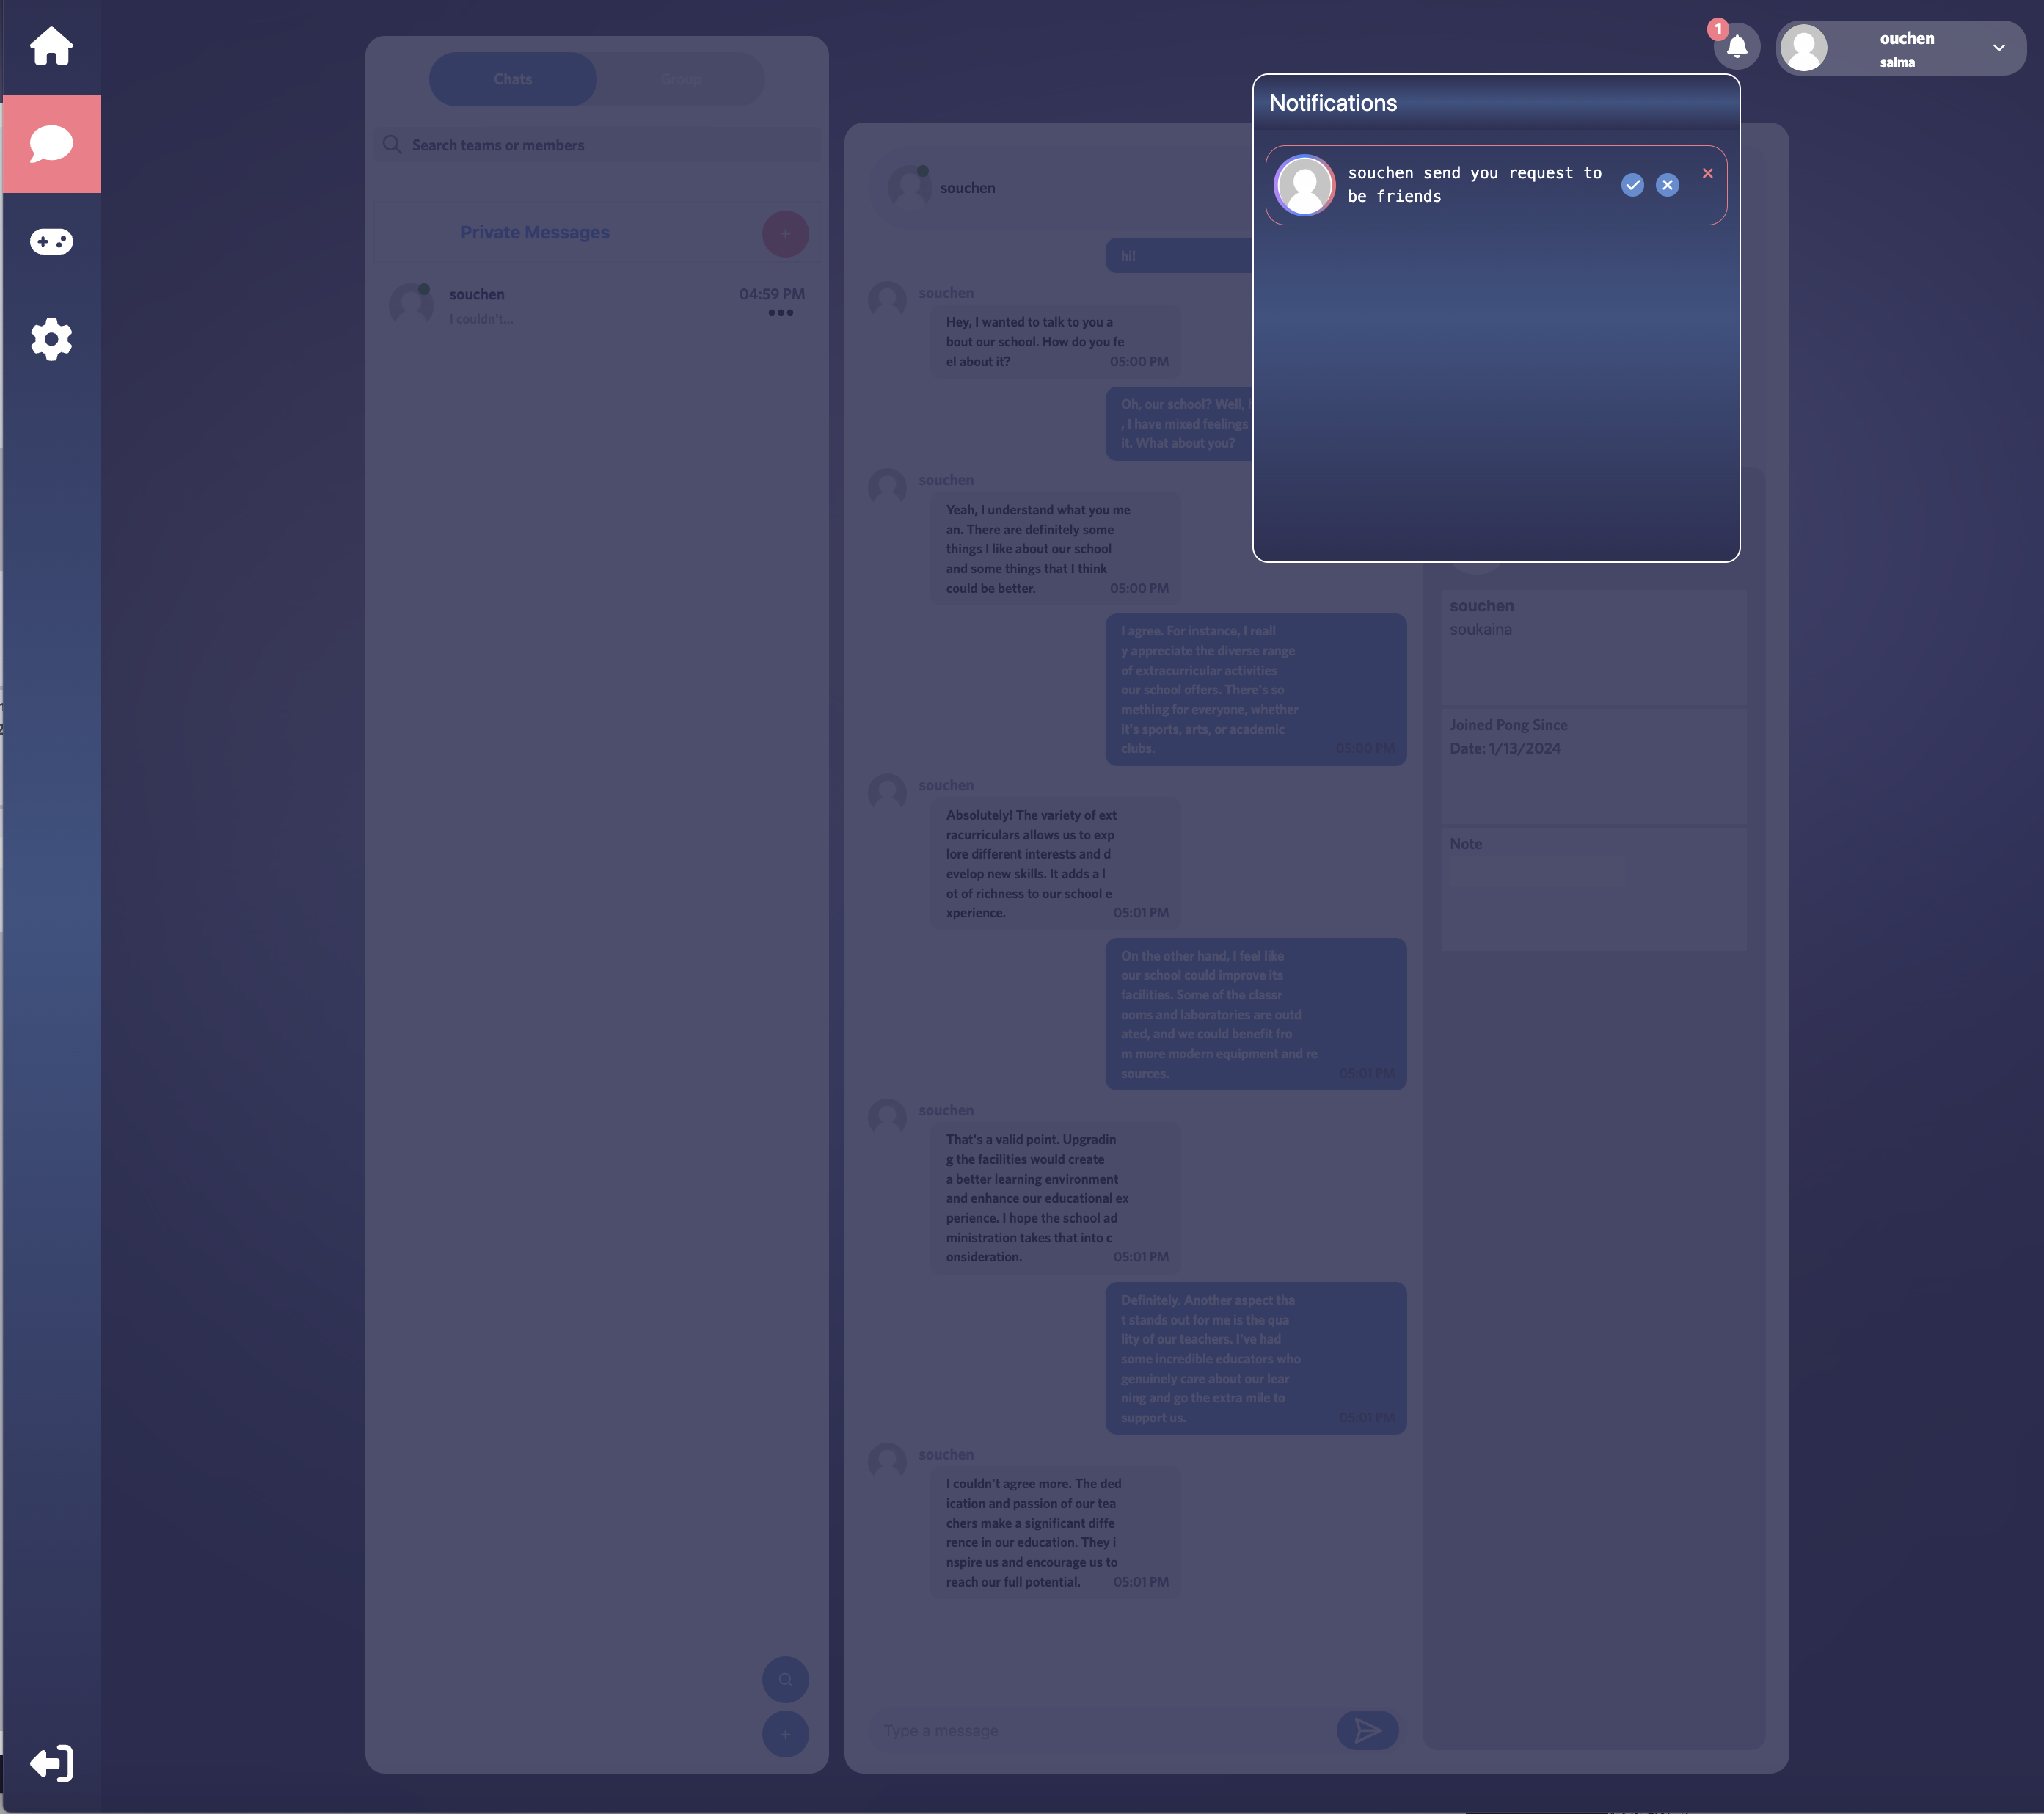 1
ouchen
salma
Chats
Group
Search teams or members
Private Messages
+
souchen
04:59 PM
I couldn't...
+
souchen
hi!
souchen
Hey, I wanted to talk to you a
bout our school. How do you fe
el about it?
05:00 PM
Oh, our school? Well,
, I have mixed feelings
it. What about you?
souchen
Yeah, I understand what you me
an. There are definitely some
things I like about our school
and some things that I think
could be better.
05:00 PM
I agree. For instance, I reall
y appreciate the diverse range
of extracurricular activities
our school offers. There's so
mething for everyone, whether
it's sports, arts, or academic
clubs.
05:00 PM
souchen
Absolutely! The variety of ext
racurriculars allows us to exp
lore different interests and d
evelop new skills. It adds a l
ot of richness to our school e
xperience.
05:01 PM
On the other hand, I feel like
our school could improve its
facilities. Some of the classr
ooms and laboratories are outd
ated, and we could benefit fro
m more modern equipment and re
sources.
05:01 PM
souchen
That's a valid point. Upgradin
g the facilities would create
a better learning environment
and enhance our educational ex
perience. I hope the school ad
ministration takes that into c
onsideration.
05:01 PM
Definitely. Another aspect tha
t stands out for me is the qua
lity of our teachers. I've had
some incredible educators who
genuinely care about our lear
ning and go the extra mile to
support us.
05:01 PM
souchen
I couldn't agree more. The ded
ication and passion of our tea
chers make a significant diffe
rence in our education. They i
nspire us and encourage us to
reach our full potential.
05:01 PM
Type a message
Notifications
souchen send you request to
be friends
souchen
soukaina
Joined Pong Since
Date: 1/13/2024
Note